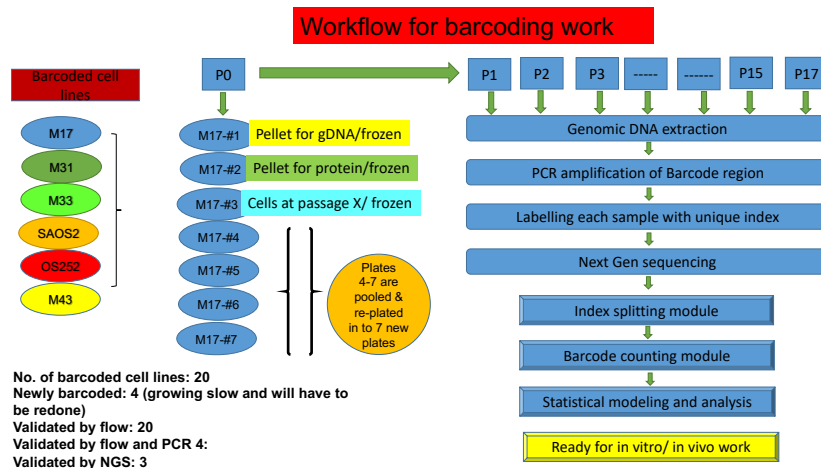 Workflow for barcoding work
Barcoded cell
lines
M17
M31
M33
SAOS2
OS252
M43
P0
M17-#1
Pellet for gDNA/frozen
M17-#2
Pellet for protein/frozen
M17-#3
Cells at passage X/ frozen
M17-#4
M17-#5
M17-#6
M17-#7
Plates
4-7 are
pooled &
re-plated
in to 7 new
plates
P1
P2
P3
-----
------
P15
P17
Genomic DNA extraction
PCR amplification of Barcode region
Labelling each sample with unique index
Next Gen sequencing
Index splitting module
Barcode counting module
Statistical modeling and analysis
Ready for in vitro/ in vivo work
No. of barcoded cell lines: 20
Newly barcoded: 4 (growing slow and will have to
be redone)
Validated by flow: 20
Validated by flow and PCR 4:
Validated by NGS: 3